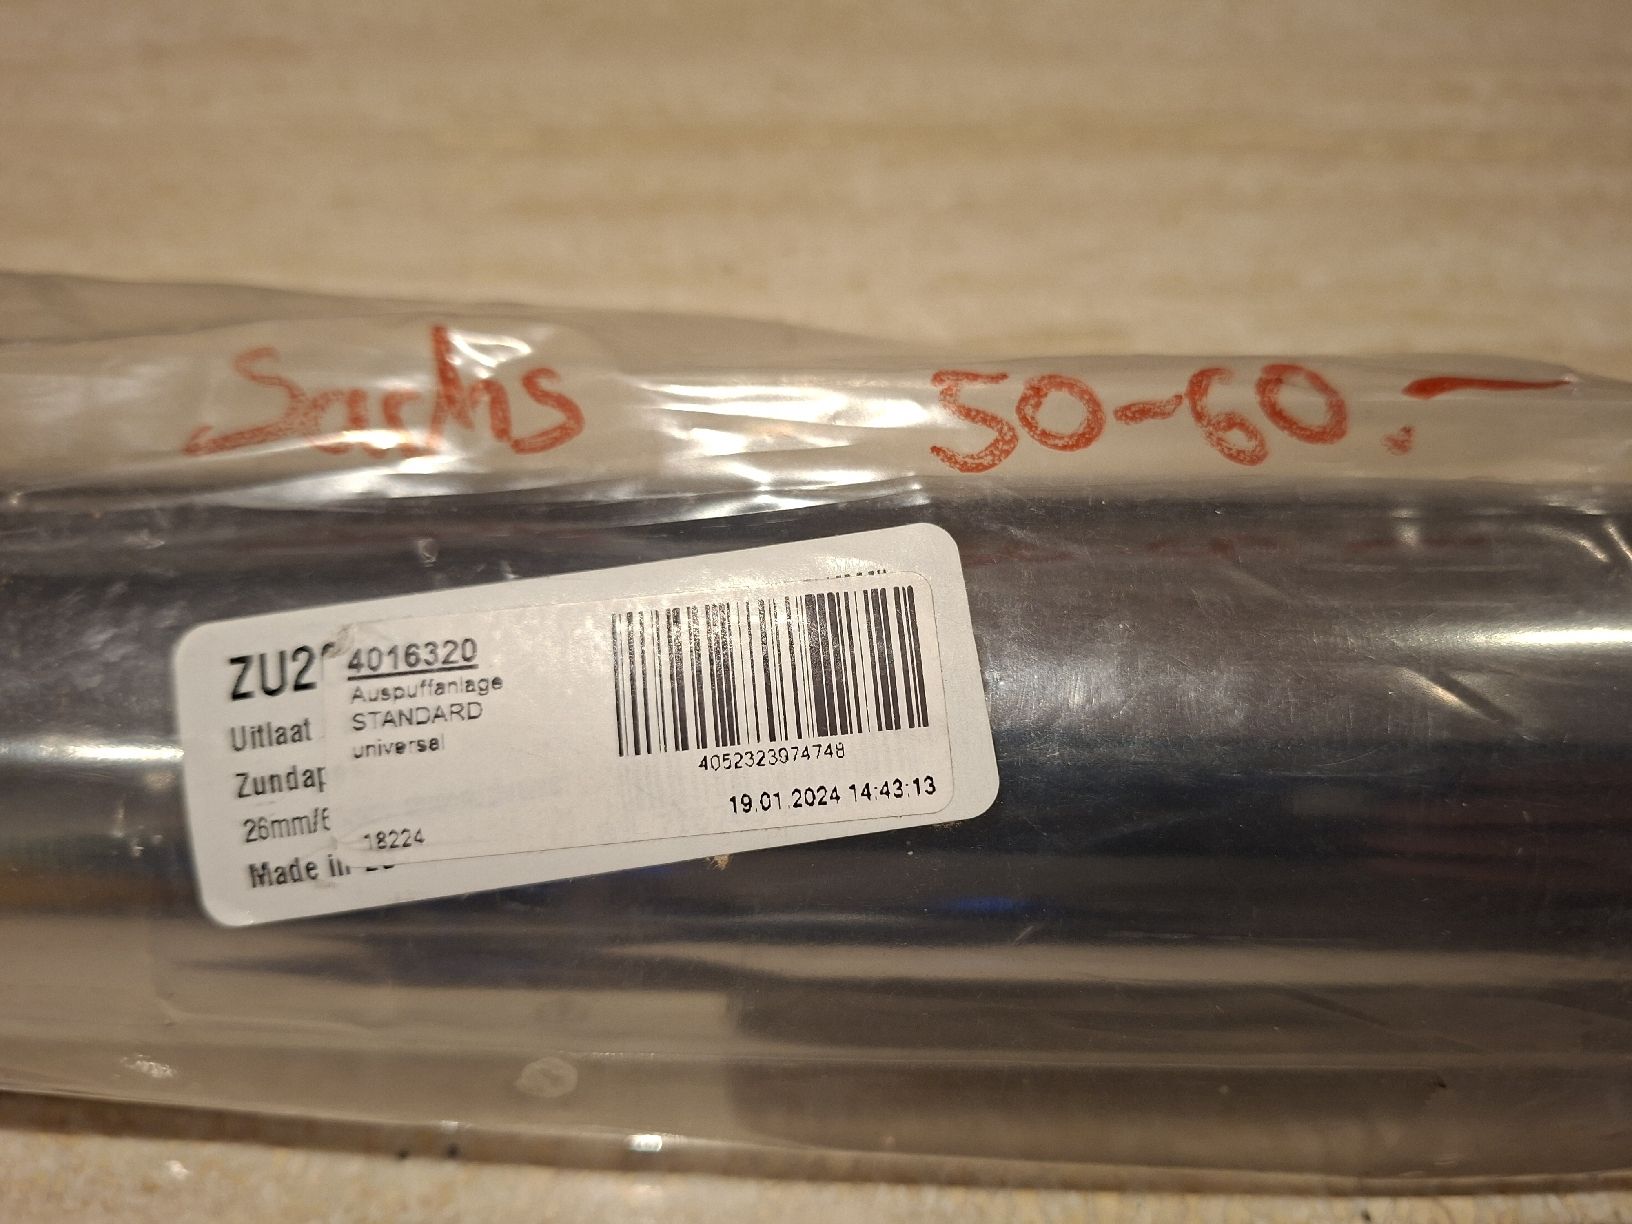 Sachs 50-60.-
4016320
Auspuffanlage
STANDARD
universal
18224
4052323974748
19.01.2024 14:43:13
ZU2
Uitlaat
Zundap
26mm/6
Made in